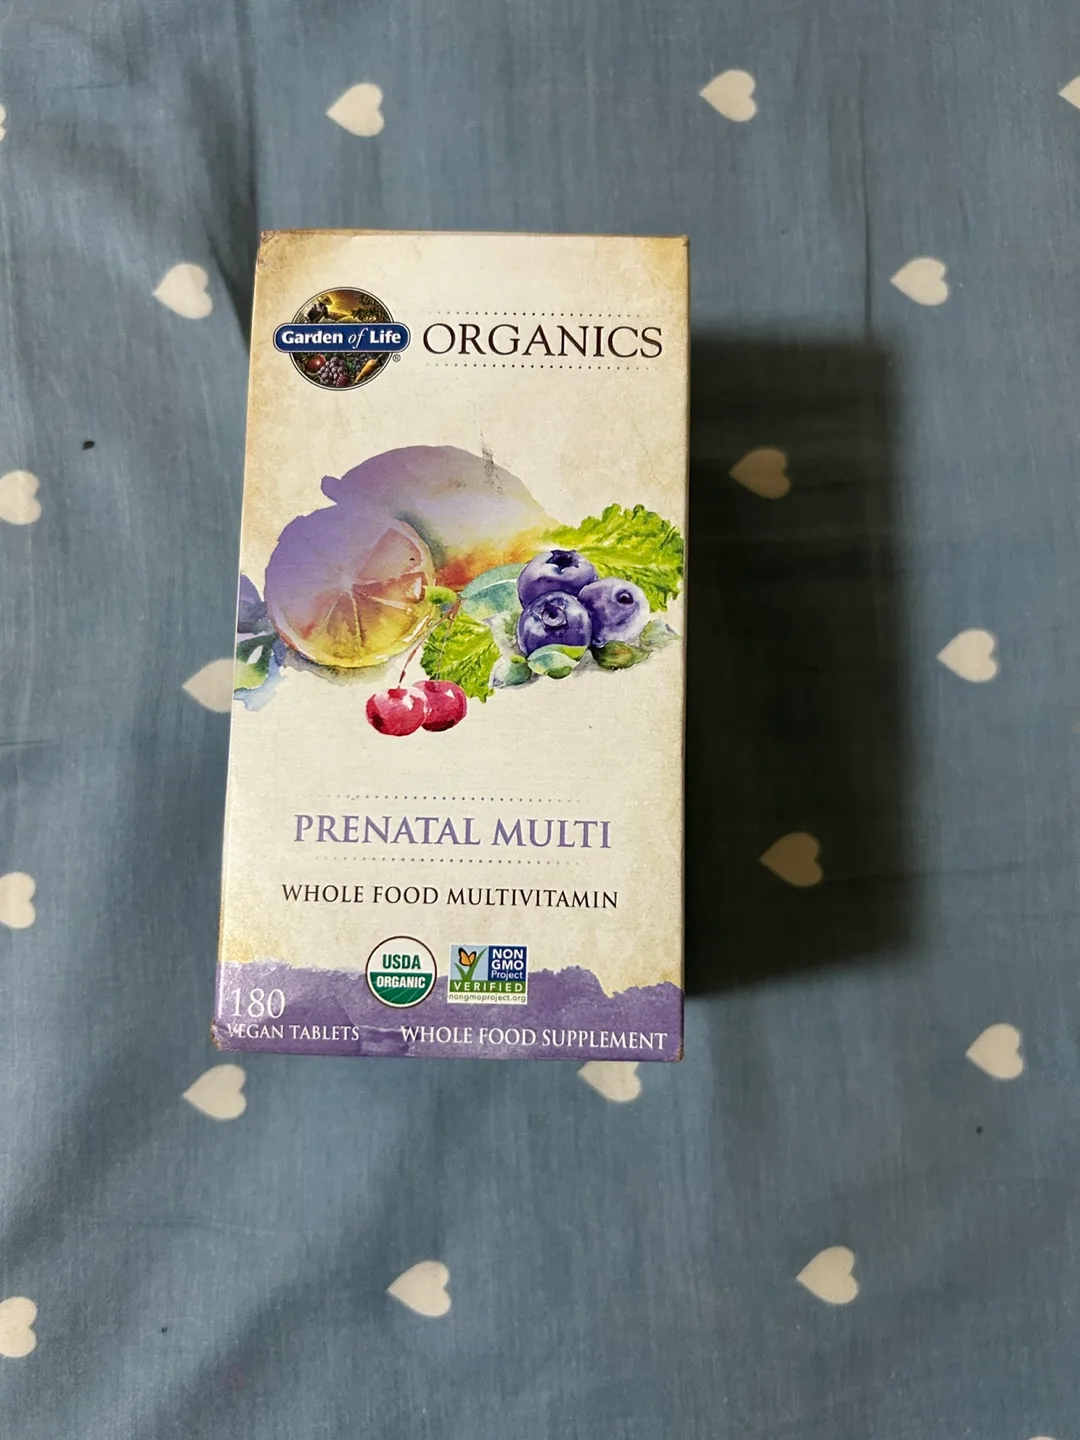 Garden of Life®
ORGANICS
PRENATAL MULTI
WHOLE FOOD MULTIVITAMIN
USDA
ORGANIC
NON
GMO
Project
VERIFIED
nongmoproject.org
180
VEGAN TABLETS
WHOLE FOOD SUPPLEMENT